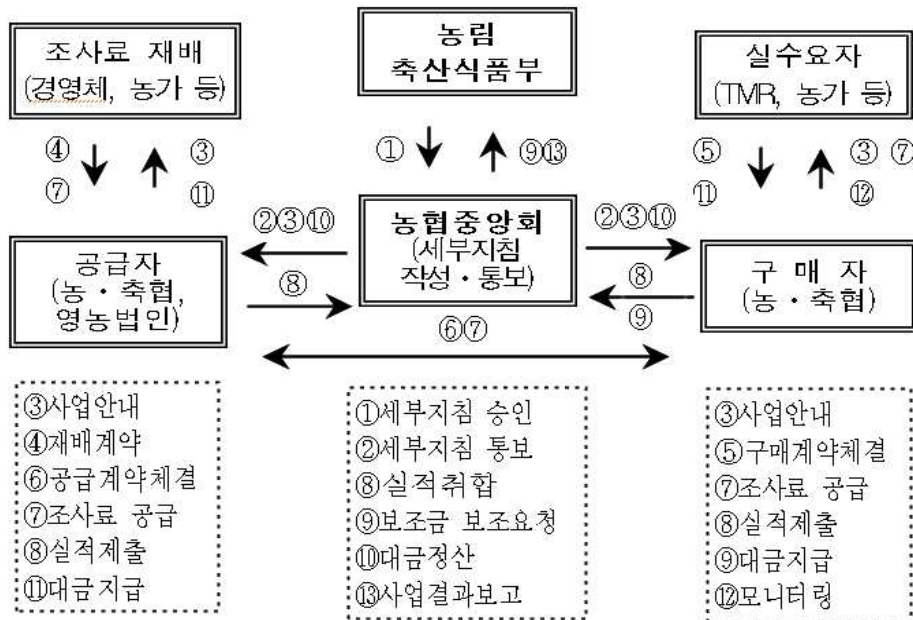 조사료 재배
(경영체, 농가 등)
농림
축산식품부
실수요자
(TMR, 농가 등)
④
⑦
③
⑪
①
⑨⑬
⑤
⑪
③ ⑦
⑫
②③⑩
농협중앙회
(세부지침
작성·통보)
②③⑩
공급자
(농·축협,
영농법인)
⑧
⑧
⑨
구 매 자
(농·축협)
⑥⑦
③사업안내
④재배계약
⑥공급계약체결
⑦조사료 공급
⑧실적제출
⑪대금지급
①세부지침 승인
②세부지침 통보
⑧실적취합
⑨보조금 보조요청
⑩대금정산
⑬사업결과보고
③사업안내
⑤구매계약체결
⑦조사료 공급
⑧실적제출
⑨대금지급
⑫모니터링